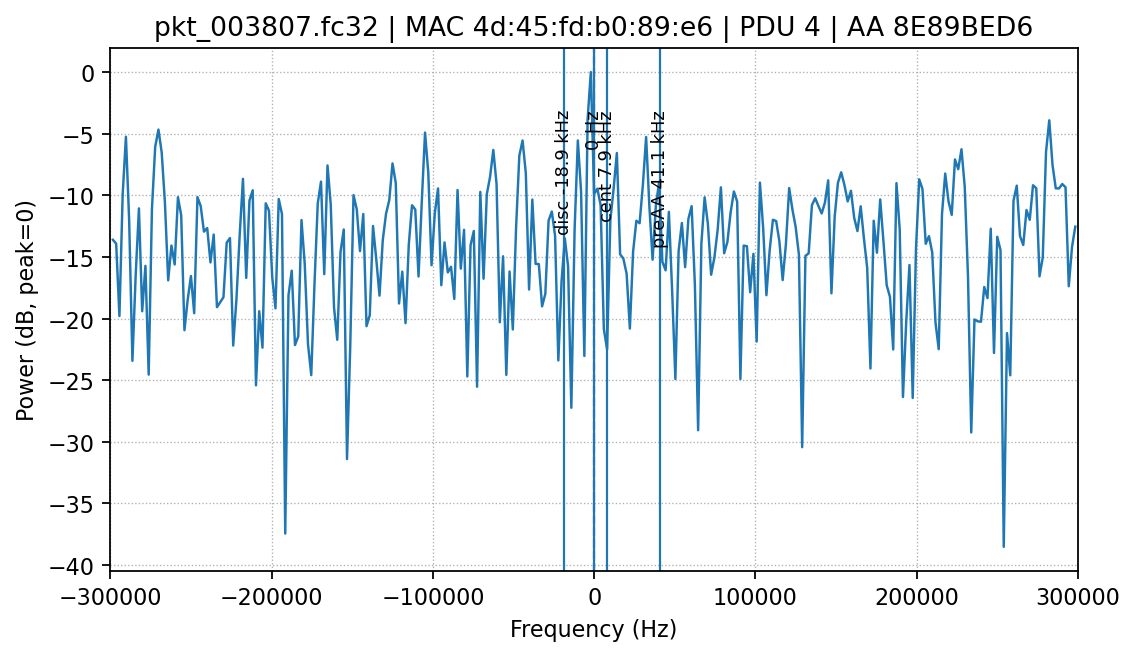 pkt_003807.fc32 | MAC 4d:45:fd:b0:89:e6 | PDU 4 | AA 8E89BED6
Power (dB, peak=0)
0
−5
−10
−15
−20
−25
−30
−35
−40
disc -18.9 kHz
0 Hz
cent 7.9 kHz
preAA 41.1 kHz
−300000
−200000
−100000
0
100000
200000
300000
Frequency (Hz)